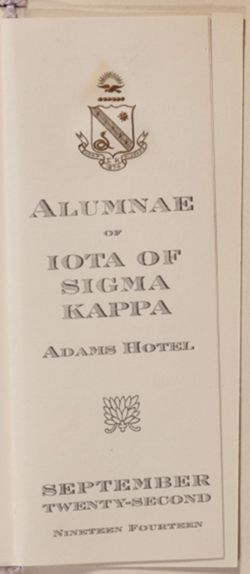 ALUMNAE
OF
IOTA OF
SIGMA
KAPPA
ADAMS HOTEL
SEPTEMBER
TWENTY-SECOND
NINETEEN FOURTEEN